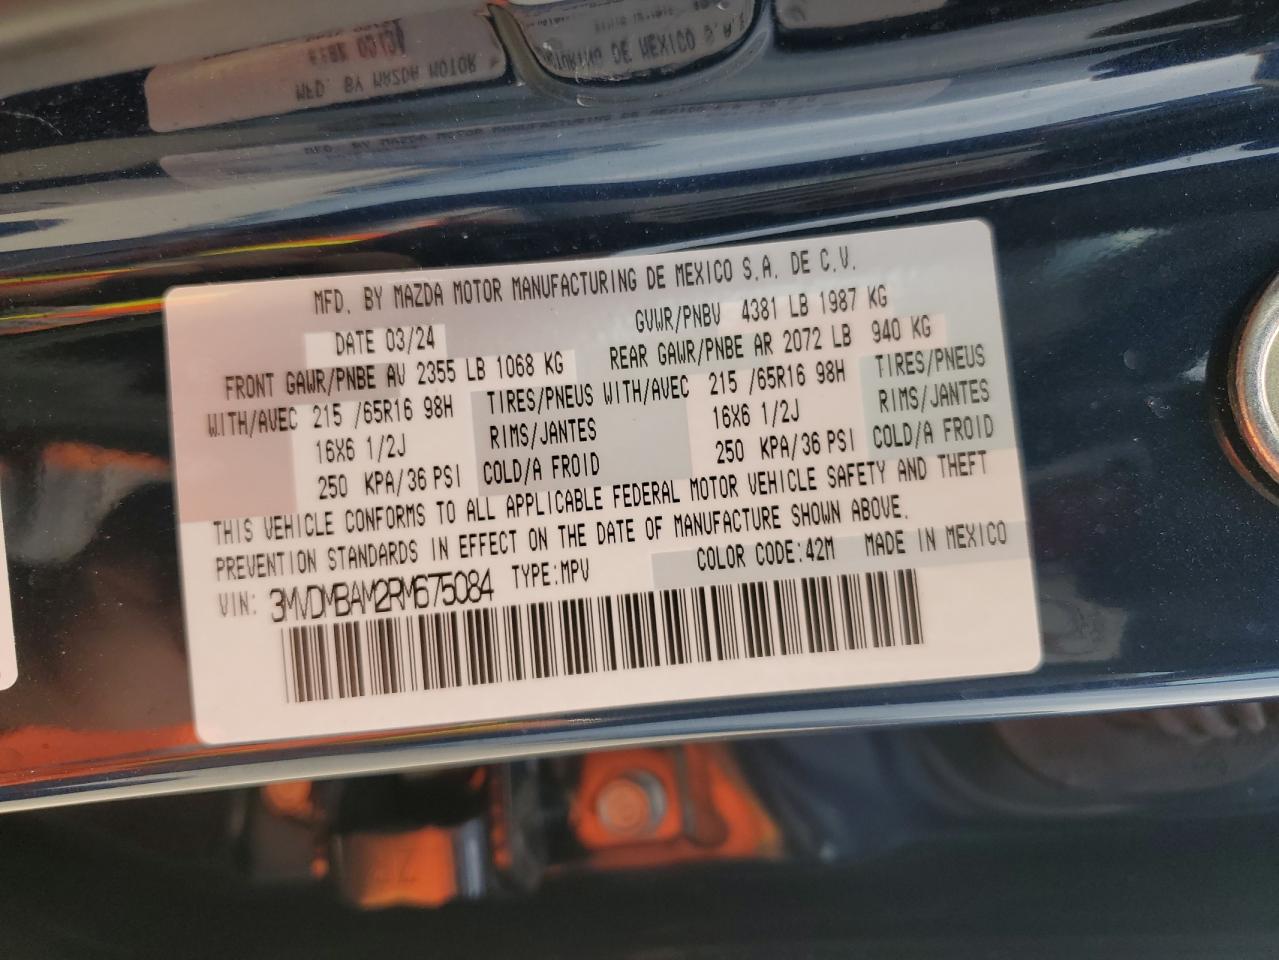 MFD. BY MAZDA MOTOR MANUFACTURING DE MEXICO S.A. DE C.V.
DATE 03/24 GVWR/PNBV 4381 LB 1987 KG
FRONT GAWR/PNBE AV 2355 LB 1068 KG REAR GAWR/PNBE AR 2072 LB 940 KG
WITH/AVEC 215 /65R16 98H TIRES/PNEUS WITH/AVEC 215 /65R16 98H TIRES/PNEUS
16X6 1/2J RIMS/JANTES 16X6 1/2J RIMS/JANTES
250 KPA/36 PSI COLD/A FROID 250 KPA/36 PSI COLD/A FROID
THIS VEHICLE CONFORMS TO ALL APPLICABLE FEDERAL MOTOR VEHICLE SAFETY AND THEFT
PREVENTION STANDARDS IN EFFECT ON THE DATE OF MANUFACTURE SHOWN ABOVE.
VIN: 3MVDMBAM2RM675084 TYPE:MPV COLOR CODE:42M MADE IN MEXICO